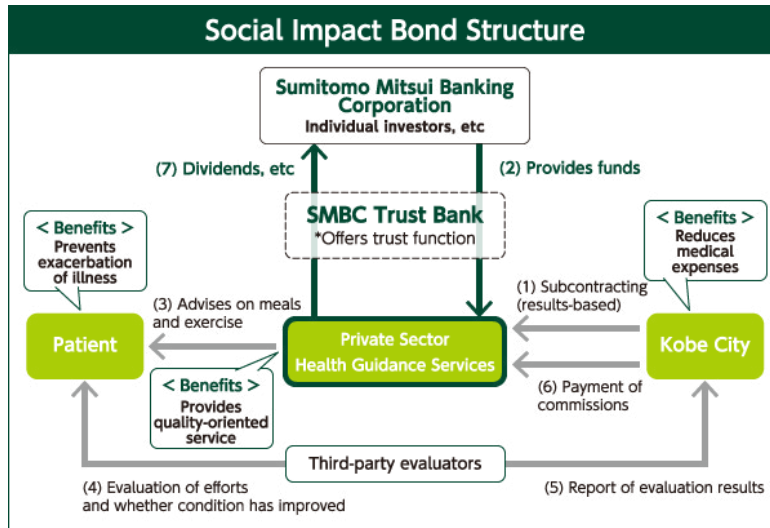 Social Impact Bond Structure
Sumitomo Mitsui Banking
Corporation
Individual investors, etc
(7) Dividends, etc
(2) Provides funds
SMBC Trust Bank
*Offers trust function
< Benefits >
Prevents
exacerbation
of illness
< Benefits >
Reduces
medical
expenses
(3) Advises on meals
and exercise
(1) Subcontracting
(results-based)
Patient
Private Sector
Health Guidance Services
Kobe City
< Benefits >
Provides
quality-oriented
service
(6) Payment of
commissions
Third-party evaluators
(4) Evaluation of efforts
and whether condition has improved
(5) Report of evaluation results